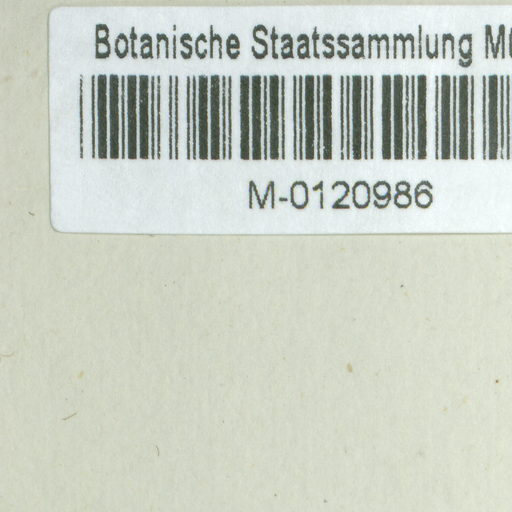 Botanische Staatssammlung
M-0120986